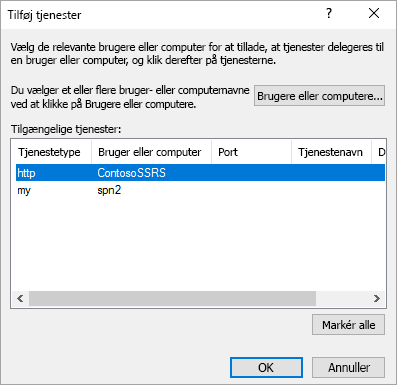 Tilføj tjenester
Vælg de relevante brugere eller computer for at tillade, at tjenester delegeres til
en bruger eller computer, og klik derefter på tjenesterne.
Du vælger et eller flere bruger- eller computernavne
ved at klikke på Brugere eller computere.
Brugere eller computere...
Tilgængelige tjenester:
Tjenestetype Bruger eller computer Port Tjenestenavn D
http ContosoSSRS
my spn2
Markér alle
OK Annuller